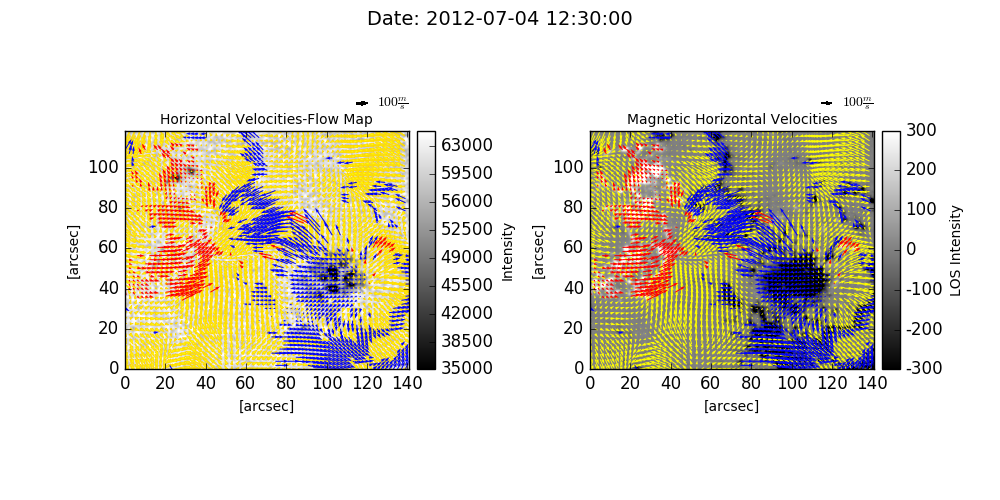 Date: 2012-07-04 12:30:00
100 m/s
100 m/s
Horizontal Velocities-Flow Map
Magnetic Horizontal Velocities
63000
59500
56000
52500
49000
45500
42000
38500
35000
Intensity
300
200
100
0
-100
-200
-300
LOS Intensity
100
80
60
40
20
0
[arcsec]
0 20 40 60 80 100 120 140
[arcsec]
100
80
60
40
20
0
[arcsec]
0 20 40 60 80 100 120 140
[arcsec]